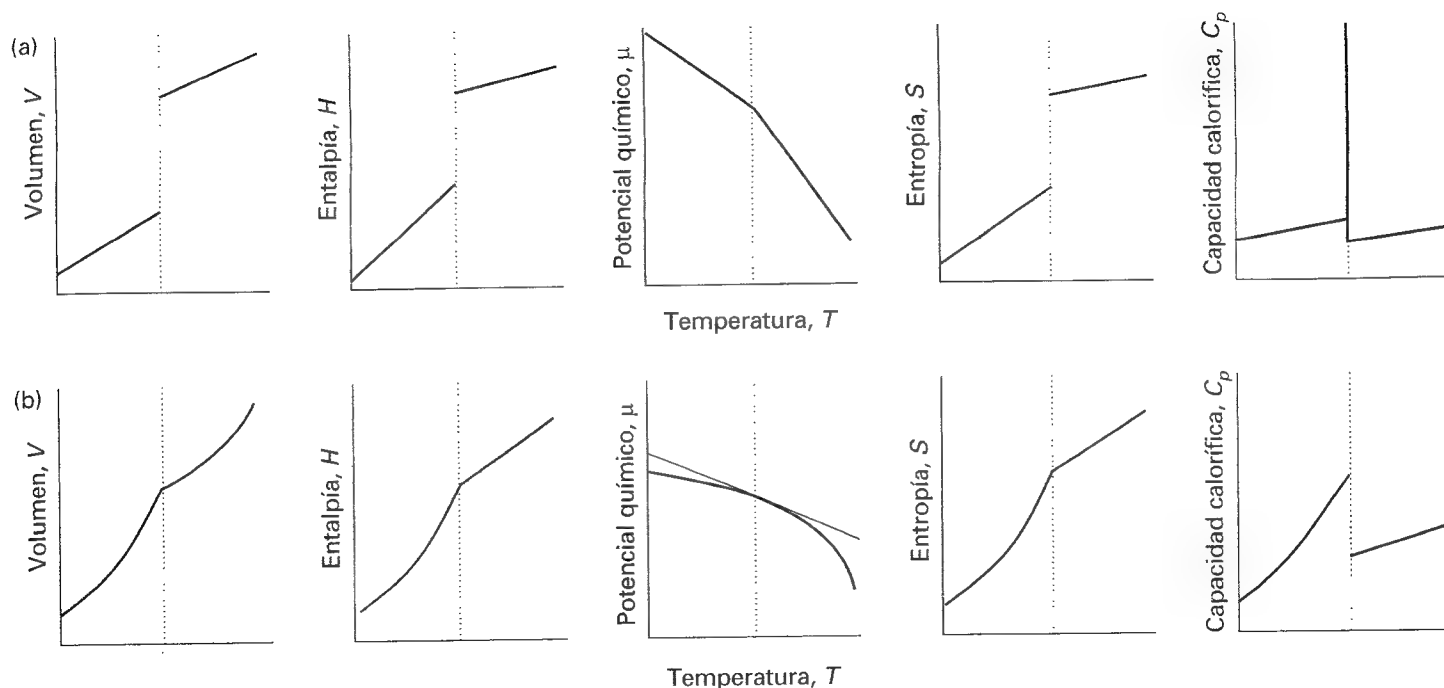 (a)
Volumen, V
Entalpía, H
Potencial químico, μ
Entropía, S
Capacidad calorífica, Cp
Temperatura, T
(b)
Volumen, V
Entalpía, H
Potencial químico, μ
Entropía, S
Capacidad calorífica, Cp
Temperatura, T